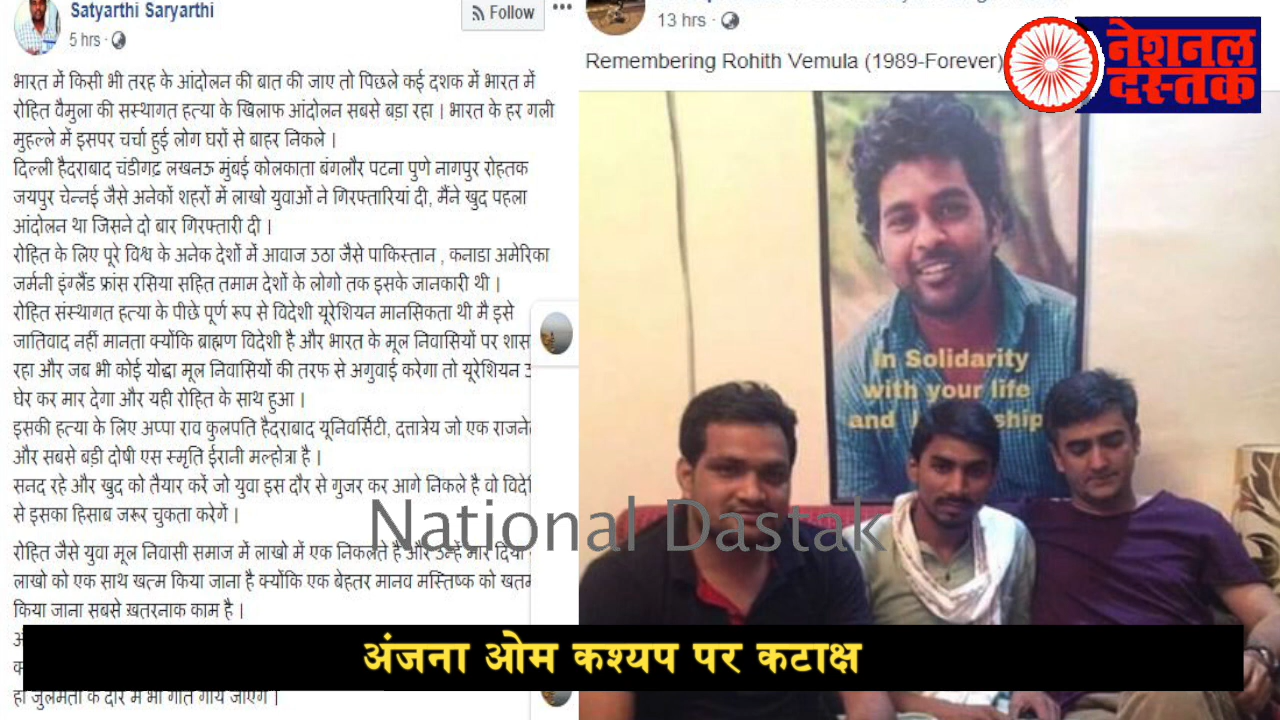 Satyarthi Saryarthi
Follow
5 hrs ·
भारत में किसी भी तरह के आंदोलन की बात की जाए तो पिछले कई दशक में भारत में
रोहित वैमुला की सस्थागत हत्या के खिलाफ आंदोलन सबसे बड़ा रहा । भारत के हर गली
मुहल्ले में इसपर चर्चा हुई लोग घरों से बाहर निकले ।
दिल्ली हैदराबाद चंडीगढ लखनऊ मुंबई कोलकाता बंगलौर पटना पुणे नागपुर रोहतक
जयपुर चेन्नई जैसे अनेकों शहरों में लाखो युवाओं ने गिरफ्तारियां दी, मैंने खुद पहला
आंदोलन था जिसने दो बार गिरफ्तारी दी ।
रोहित के लिए पूरे विश्व के अनेक देशों में आवाज उठा जैसे पाकिस्तान , कनाडा अमेरिका
जर्मनी इंग्लैंड फ्रांस रसिया सहित तमाम देशों के लोगो तक इसके जानकारी थी ।
रोहित संस्थागत हत्या के पीछे पूर्ण रूप से विदेशी यूरेशियन मानसिकता थी मै इसे
जातिवाद नहीं मानता क्योंकि ब्राह्मण विदेशी है और भारत के मूल निवासियों पर
रहा और जब भी कोई योद्धा मूल निवासियों की तरफ से अगुवाई करेगा तो यूरेशियन
घेर कर मार देगा और यही रोहित के साथ हुआ ।
इसकी हत्या के लिए अप्पा राव कुलपति हैदराबाद यूनिवर्सिटी, दत्तात्रेय जो एक
और सबसे बड़ी दोषी एस स्मृति ईरानी मल्होत्रा है ।
सनद रहे और खुद को तैयार करें जो युवा इस दौर से गुजर कर आगे निकले है वो
से इसका हिसाब जरूर चुकता करेगें ।
रोहित जैसे युवा मूल निवासी समाज में लाखो में एक निकलते है और उन्हें मार दिया
लाखो को एक साथ खत्म किया जाना है क्योंकि एक बेहतर मानव मस्तिष्क को
किया जाना सबसे ख़तरनाक काम है ।
13 hrs ·
Remembering Rohith Vemula (1989-Forever)
नेशनल
दस्तक
In Solidarity
with your life
and
National Dastak
अंजना ओम कश्यप पर कटाक्ष